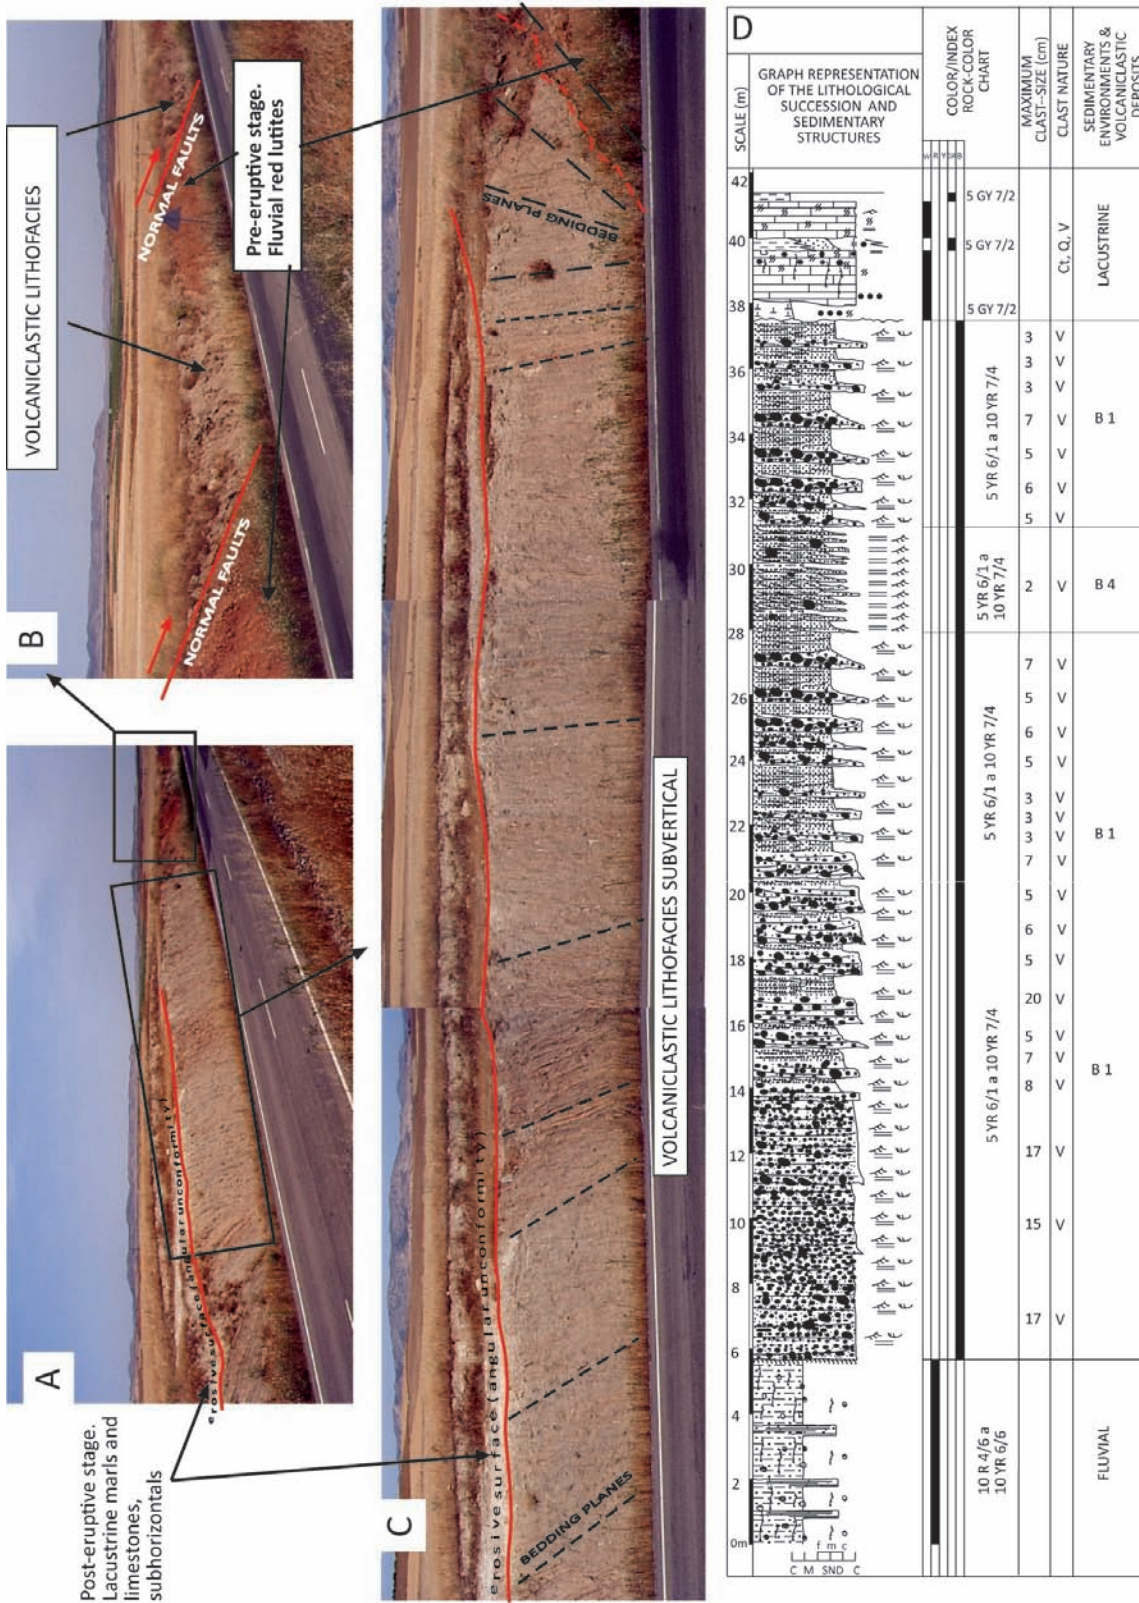 A
Post-eruptive stage.
Lacustrine marls and
limestones,
subhorizontals
erosive surface (angular unconformity)
B
VOLCANICLASTIC LITHOFACIES
NORMAL FAULTS
NORMAL FAULTS
Pre-eruptive stage.
Fluvial red lutites
C
erosive surface (angular unconformity)
BEDDING PLANES
BEDDING PLANES
VOLCANICLASTIC LITHOFACIES SUBVERTICAL
D
SCALE (m)
GRAPH REPRESENTATION
OF THE LITHOLOGICAL
SUCCESSION AND
SEDIMENTARY
STRUCTURES
COLOR/INDEX
ROCK-COLOR
CHART
MAXIMUM
CLAST--SIZE (cm)
CLAST NATURE
SEDIMENTARY
ENVIRONMENTS &
VOLCANICLASTIC
DEPOSITS
42
5 GY 7/2
40
5 GY 7/2
Ct, Q, V
LACUSTRINE
38
5 GY 7/2
3 V
3 V
36
3 V
5 YR 6/1 a 10 YR 7/4
7 V
B 1
34
5 V
6 V
32
5 V
30
5 YR 6/1 a
10 YR 7/4
2 V
B 4
28
7 V
26
5 V
6 V
5 YR 6/1 a 10 YR 7/4
24
5 V
3 V
3 V
22
3 V
B 1
7 V
20
5 V
6 V
18
5 V
20 V
16
5 V
7 V
5 YR 6/1 a 10 YR 7/4
B 1
14
8 V
12
17 V
10
15 V
8
17 V
6
4
10 R 4/6 a
10 YR 6/6
FLUVIAL
2
0m
f m c
C M SND C